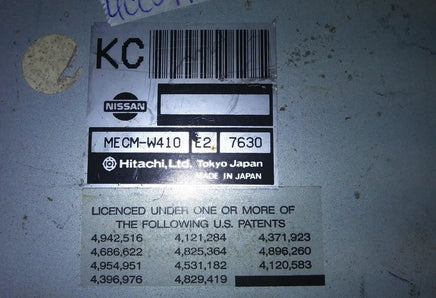 KC
NISSAN
MECM-W410 E2 7630
Hitachi, Ltd. Tokyo Japan
MADE IN JAPAN
LICENCED UNDER ONE OR MORE OF
THE FOLLOWING U.S. PATENTS
4,942,516 4,121,284 4,371,923
4,686,622 4,825,364 4,896,260
4,954,951 4,531,182 4,120,583
4,396,976 4,829,419